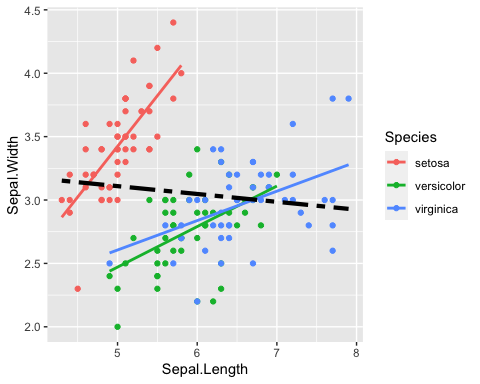 4.5
4.0
3.5
3.0
2.5
2.0
Sepal.Width
5
6
7
8
Sepal.Length
Species
setosa
versicolor
virginica